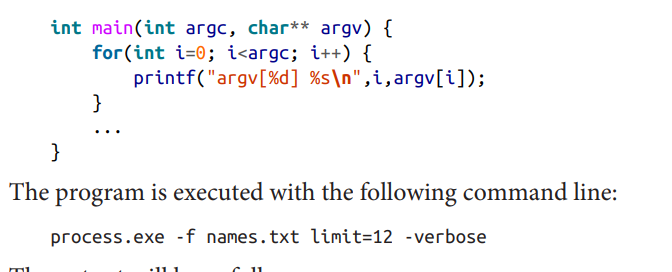 int main(int argc, char** argv) {
for(int i=0; i<argc; i++) {
printf("argv[%d] %s\n",i,argv[i]);
}
...
}
The program is executed with the following command line:
process.exe -f names.txt limit=12 -verbose